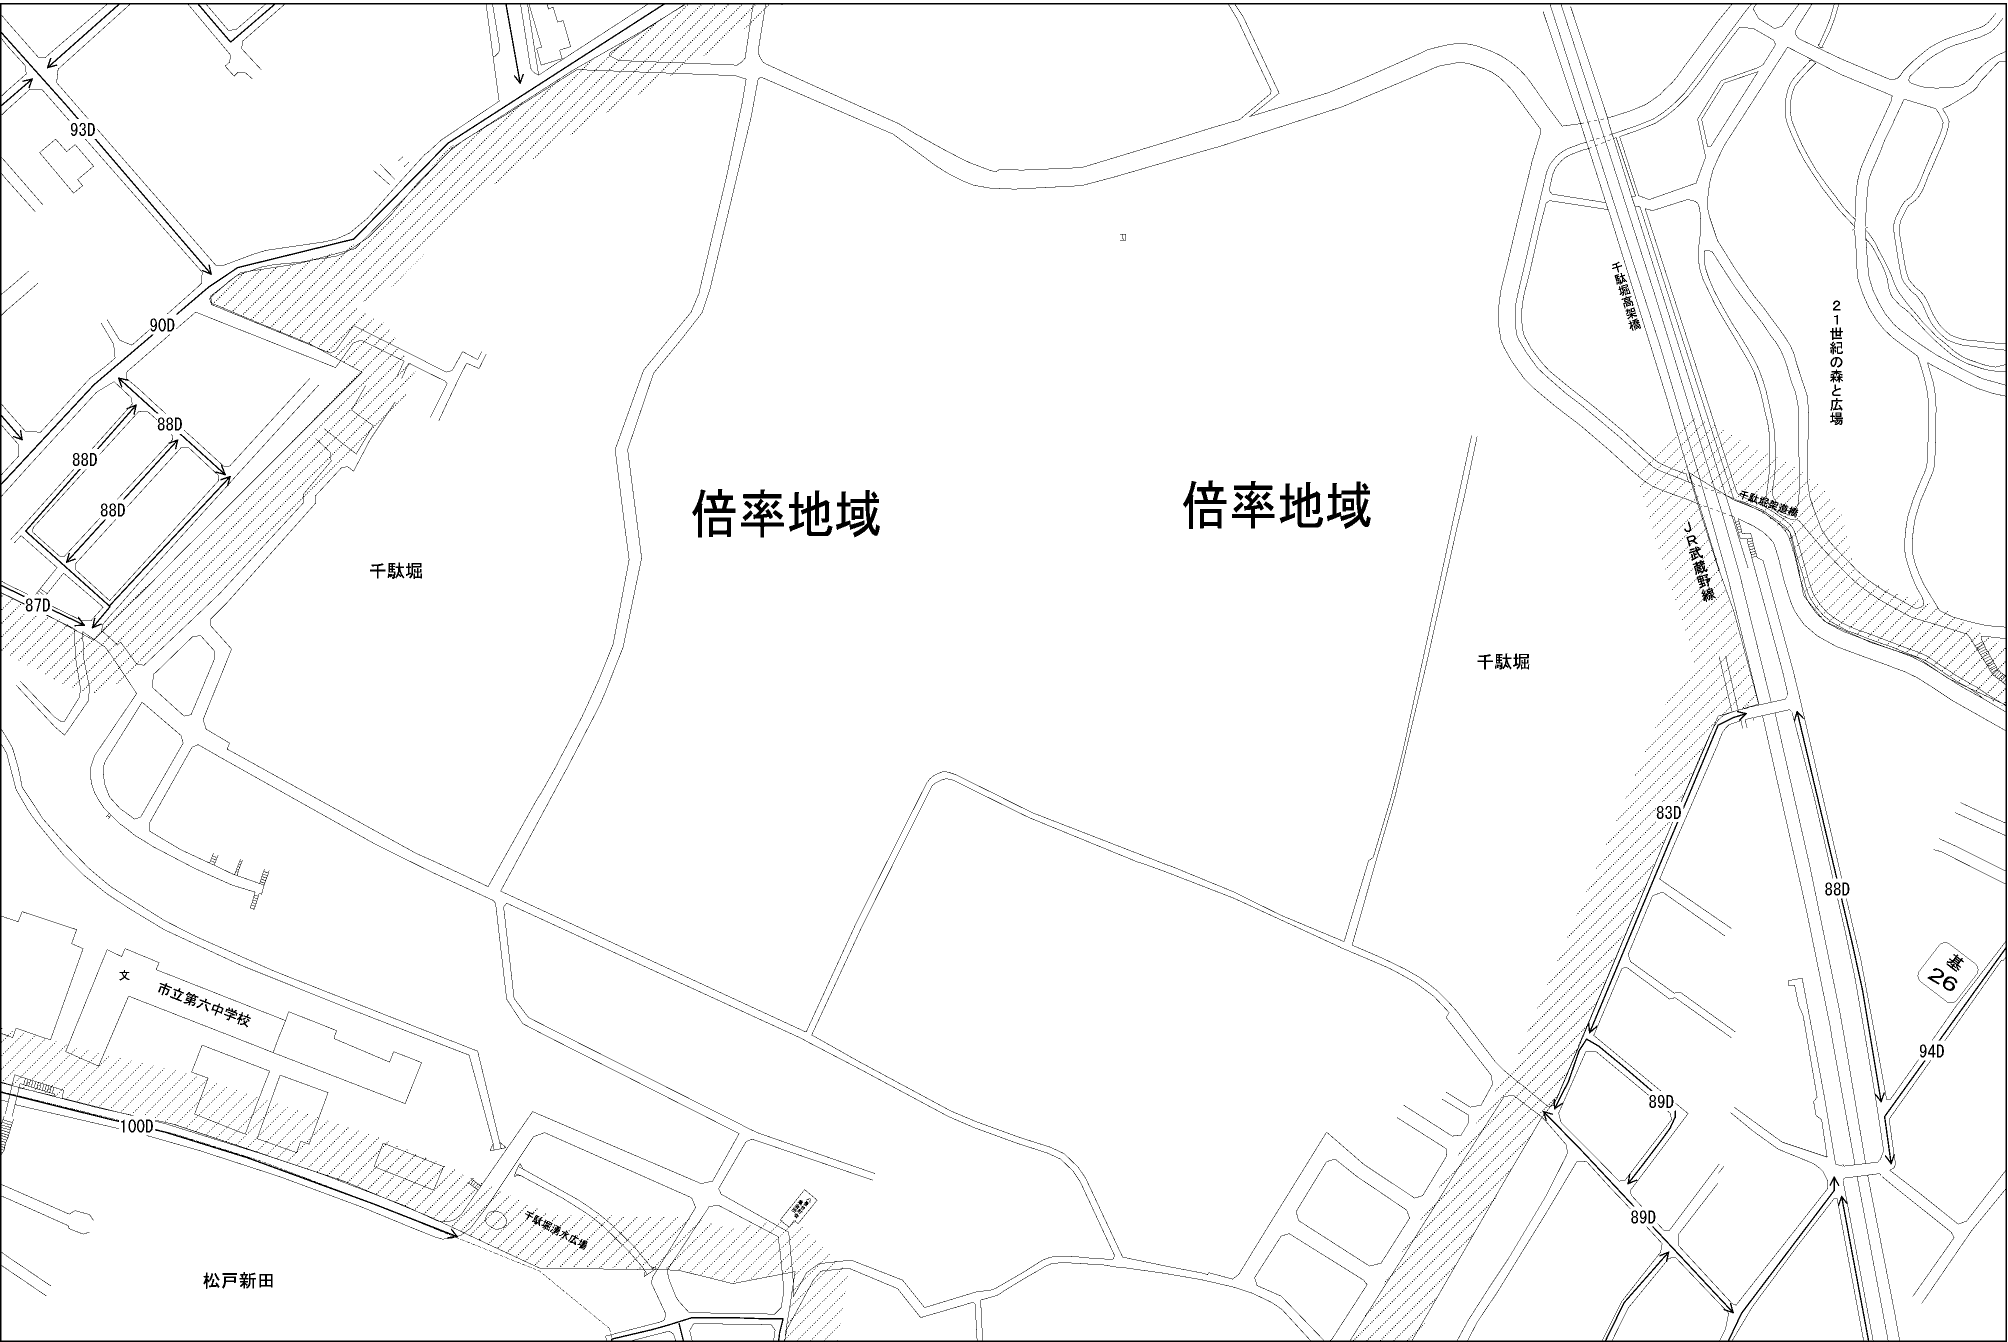 93D
千駄堀高架橋
21世紀の森と広場
90D
88D
88D
88D
倍率地域
倍率地域
千駄堀架道橋
JR武蔵野線
千駄堀
87D
千駄堀
83D
88D
基
26
文
市立第六中学校
94D
100D
89D
89D
千駄堀湧水広場
松戸新田